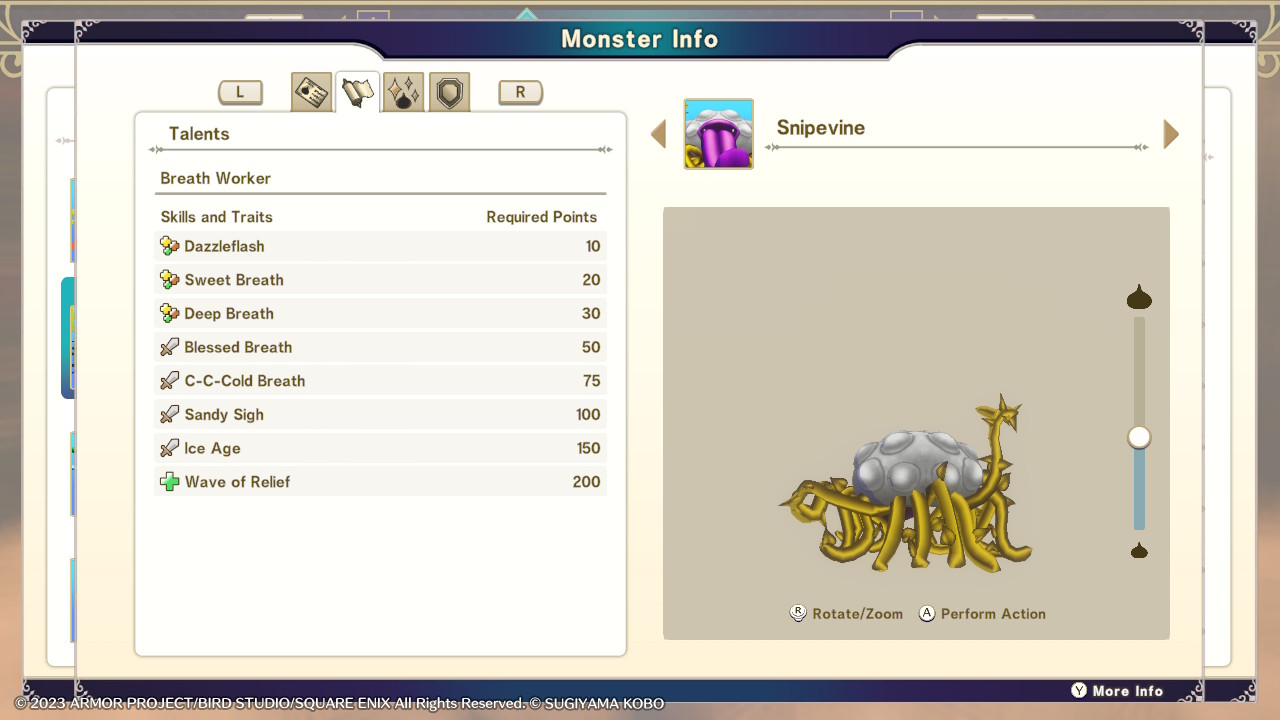 Monster Info
L
R
Talents
Breath Worker
Skills and Traits Required Points
Dazzleflash 10
Sweet Breath 20
Deep Breath 30
Blessed Breath 50
C-C-Cold Breath 75
Sandy Sigh 100
Ice Age 150
Wave of Relief 200
Snipevine
R Rotate/Zoom A Perform Action
Y More Info
© 2023 ARMOR PROJECT/BIRD STUDIO/SQUARE ENIX All Rights Reserved. © SUGIYAMA KOBO